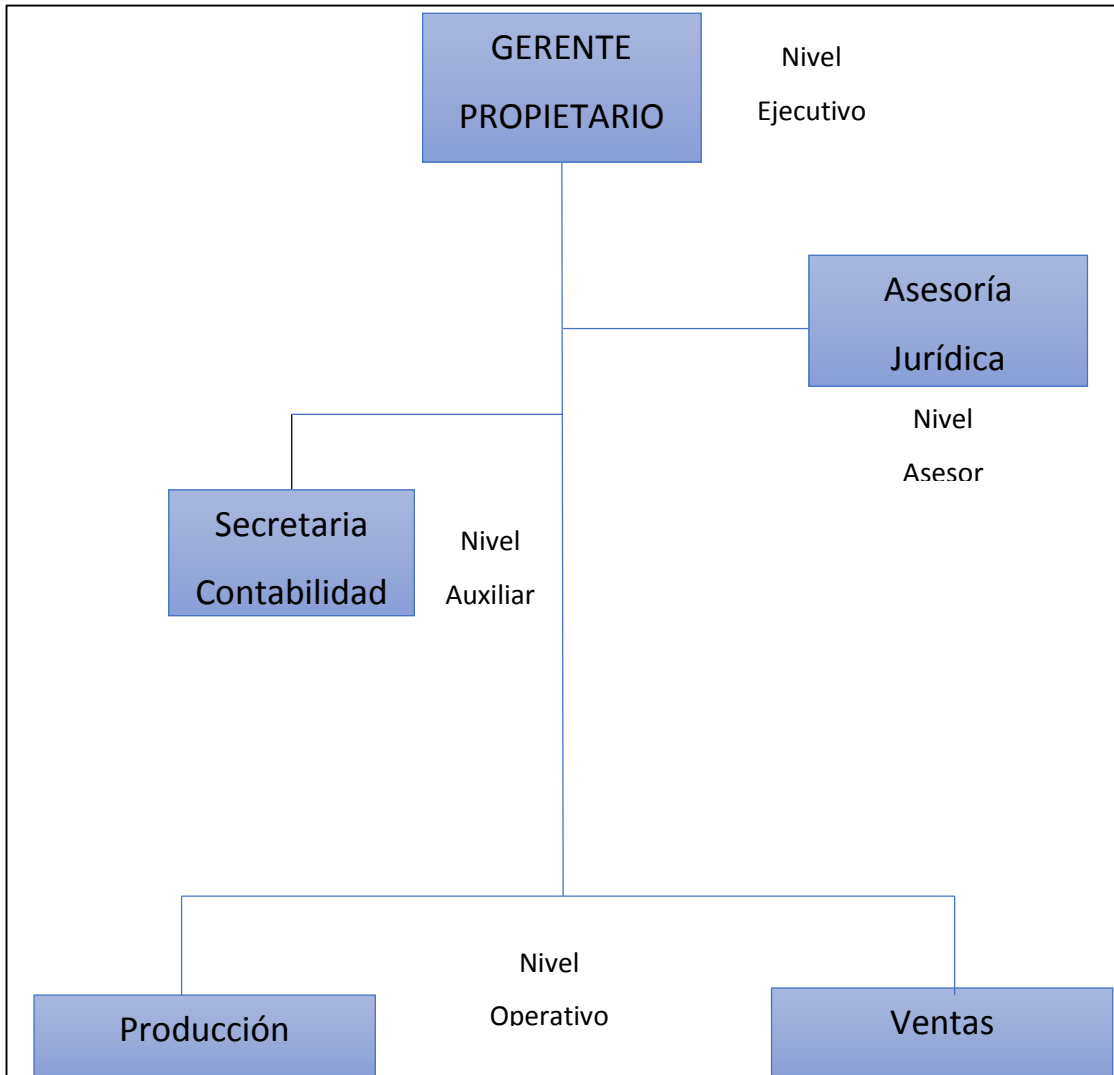 GERENTE
PROPIETARIO
Nivel
Ejecutivo
Asesoría
Jurídica
Nivel
Asesor
Secretaria
Contabilidad
Nivel
Auxiliar
Nivel
Operativo
Producción
Ventas